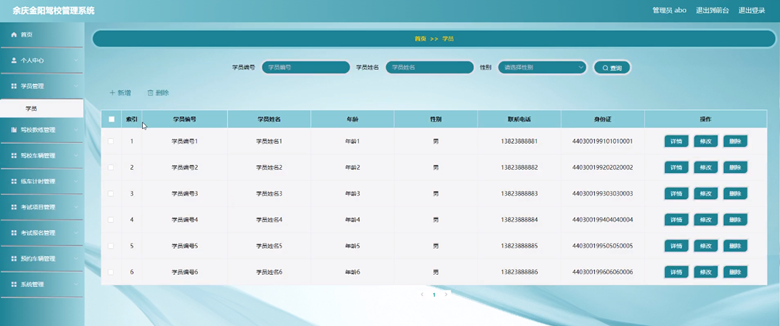 余庆金阳驾校管理系统 管理员 abo 退出到前台 退出登录
首页
个人中心
学员管理
学员
驾校教练管理
驾校车辆管理
练车计时管理
考试项目管理
考试报名管理
预约车辆管理
系统管理
首页 >> 学员
学员编号 学员编号 学员姓名 学员姓名 性别 请选择性别 查询
+ 新增 删除
索引 学员编号 学员姓名 年龄 性别 联系电话 身份证 操作
1 学员编号1 学员姓名1 年龄1 男 13823888881 440300199101010001 详情 修改 删除
2 学员编号2 学员姓名2 年龄2 男 13823888882 440300199202020002 详情 修改 删除
3 学员编号3 学员姓名3 年龄3 男 13823888883 440300199303030003 详情 修改 删除
4 学员编号4 学员姓名4 年龄4 男 13823888884 440300199404040004 详情 修改 删除
5 学员编号5 学员姓名5 年龄5 男 13823888885 440300199505050005 详情 修改 删除
6 学员编号6 学员姓名6 年龄6 男 13823888886 440300199606060006 详情 修改 删除
‹ 1 ›